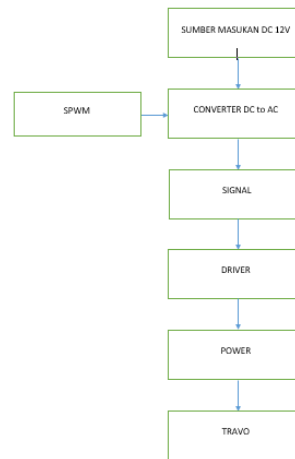 SUMBER MASUKAN DC 12V
SPWM
CONVERTER DC to AC
SIGNAL
DRIVER
POWER
TRAVO